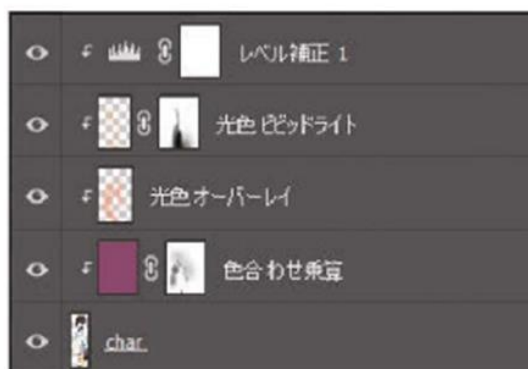 レベル補正 1
光色 ビビッドライト
光色 オーバーレイ
色合わせ乗算
char